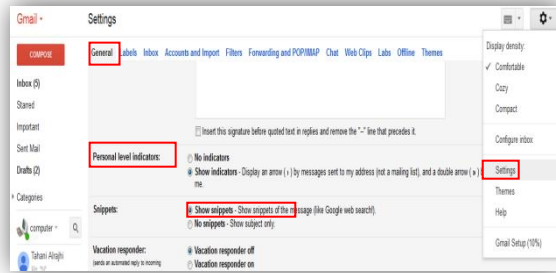 Gmail
Settings
COMPOSE
General Labels Inbox Accounts and Import Filters Forwarding and POP/IMAP Chat Web Clips Labs Offline Themes
Display density:
Comfortable
Cozy
Compact
Configure inbox
Settings
Themes
Help
Gmail Setup (10%)
Inbox (5)
Starred
Important
Sent Mail
Drafts (2)
Categories
computer
Tahani Alrajhi
Insert this signature before quoted text in replies and remove the "--" line that precedes it.
Personal level indicators:
No indicators
Show indicators - Display an arrow ( › ) by messages sent to my address (not a mailing list), and a double arrow ( » )
me.
Snippets:
Show snippets - Show snippets of the message (like Google web search!).
No snippets - Show subject only.
Vacation responder:
(sends an automated reply to incoming
Vacation responder off
Vacation responder on